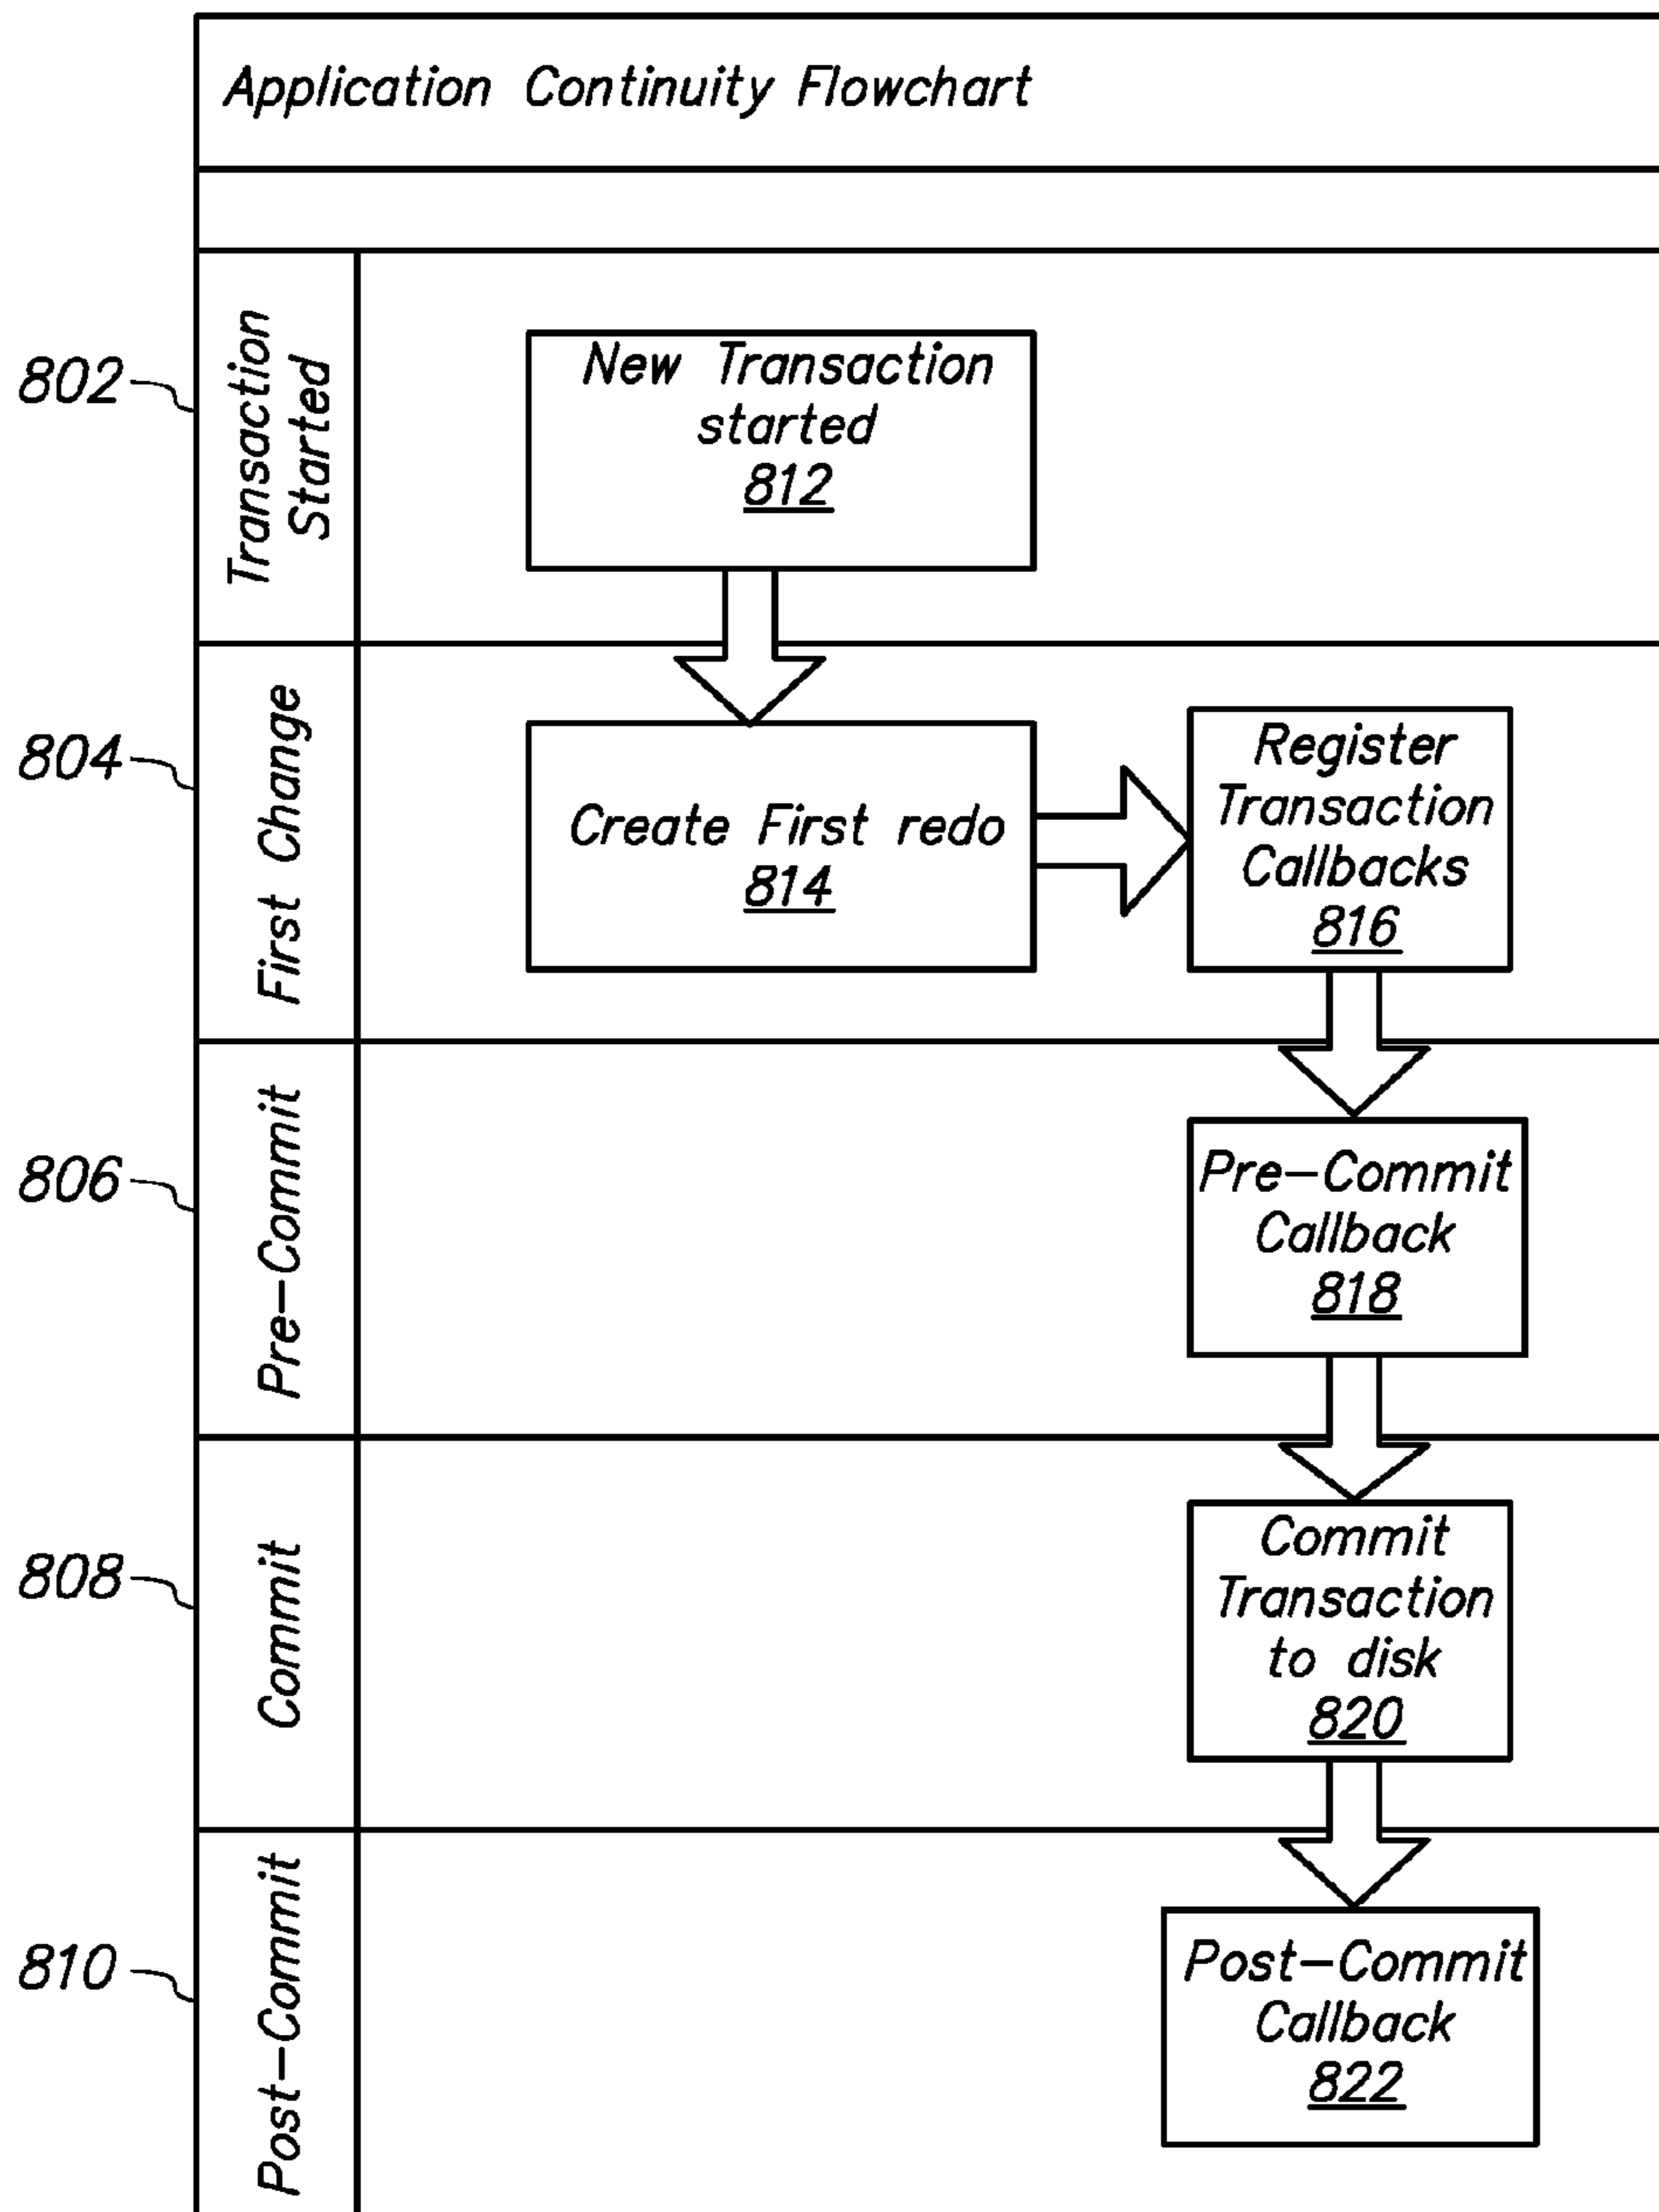 Application Continuity Flowchart
802
Transaction
Started
New Transaction
started
812
804
First Change
Create First redo
814
Register
Transaction
Callbacks
816
806
Pre-Commit
Pre-Commit
Callback
818
808
Commit
Commit
Transaction
to disk
820
810
Post-Commit
Post-Commit
Callback
822